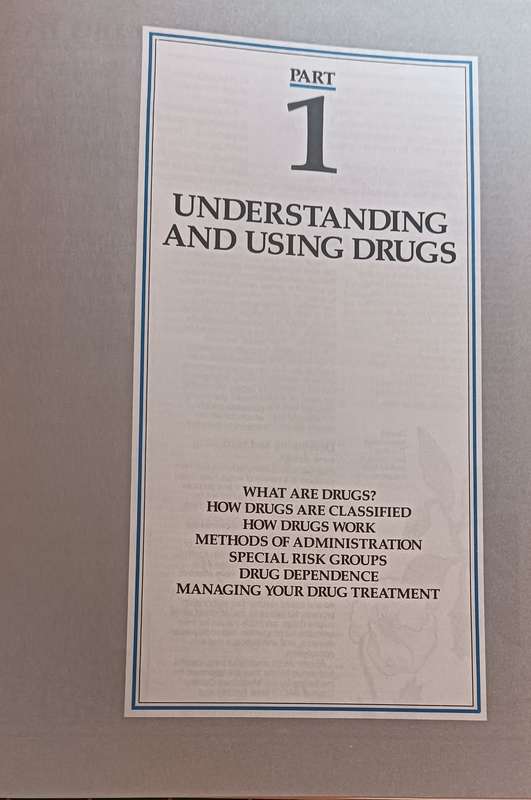 PART
1
UNDERSTANDING
AND USING DRUGS
WHAT ARE DRUGS?
HOW DRUGS ARE CLASSIFIED
HOW DRUGS WORK
METHODS OF ADMINISTRATION
SPECIAL RISK GROUPS
DRUG DEPENDENCE
MANAGING YOUR DRUG TREATMENT